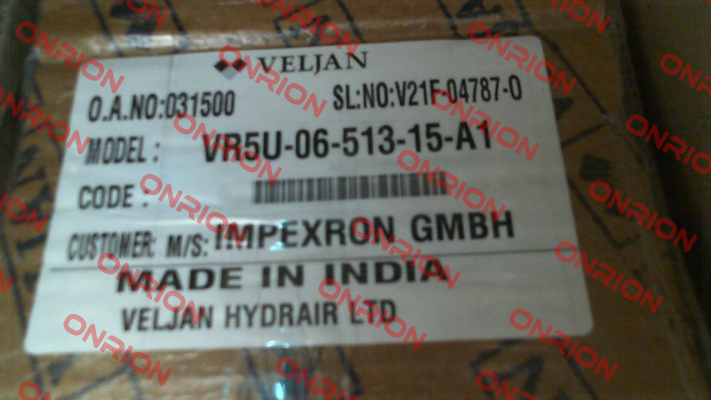 VELJAN
O.A.NO:031500 SL:NO:V21F-04787-0
MODEL: VR5U-06-513-15-A1
CODE:
CUSTOMER: M/S: IMPEXRON GMBH
MADE IN INDIA
VELJAN HYDRAIR LTD
ONRION